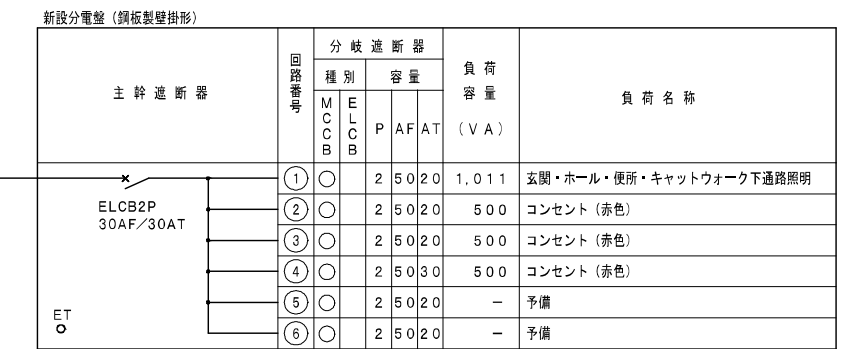 新設分電盤（鋼板製壁掛形）
主幹遮断器 回路番号 分岐遮断器 負荷容量（VA） 負荷名称
種別 容量
MCCB ELCB P AF AT
① ○ 2 50 20 1,011 玄関・ホール・便所・キャットウォーク下通路照明
ELCB2P
30AF／30AT
② ○ 2 50 20 500 コンセント（赤色）
③ ○ 2 50 20 500 コンセント（赤色）
④ ○ 2 50 30 500 コンセント（赤色）
⑤ ○ 2 50 20 － 予備
ET
⑥ ○ 2 50 20 － 予備